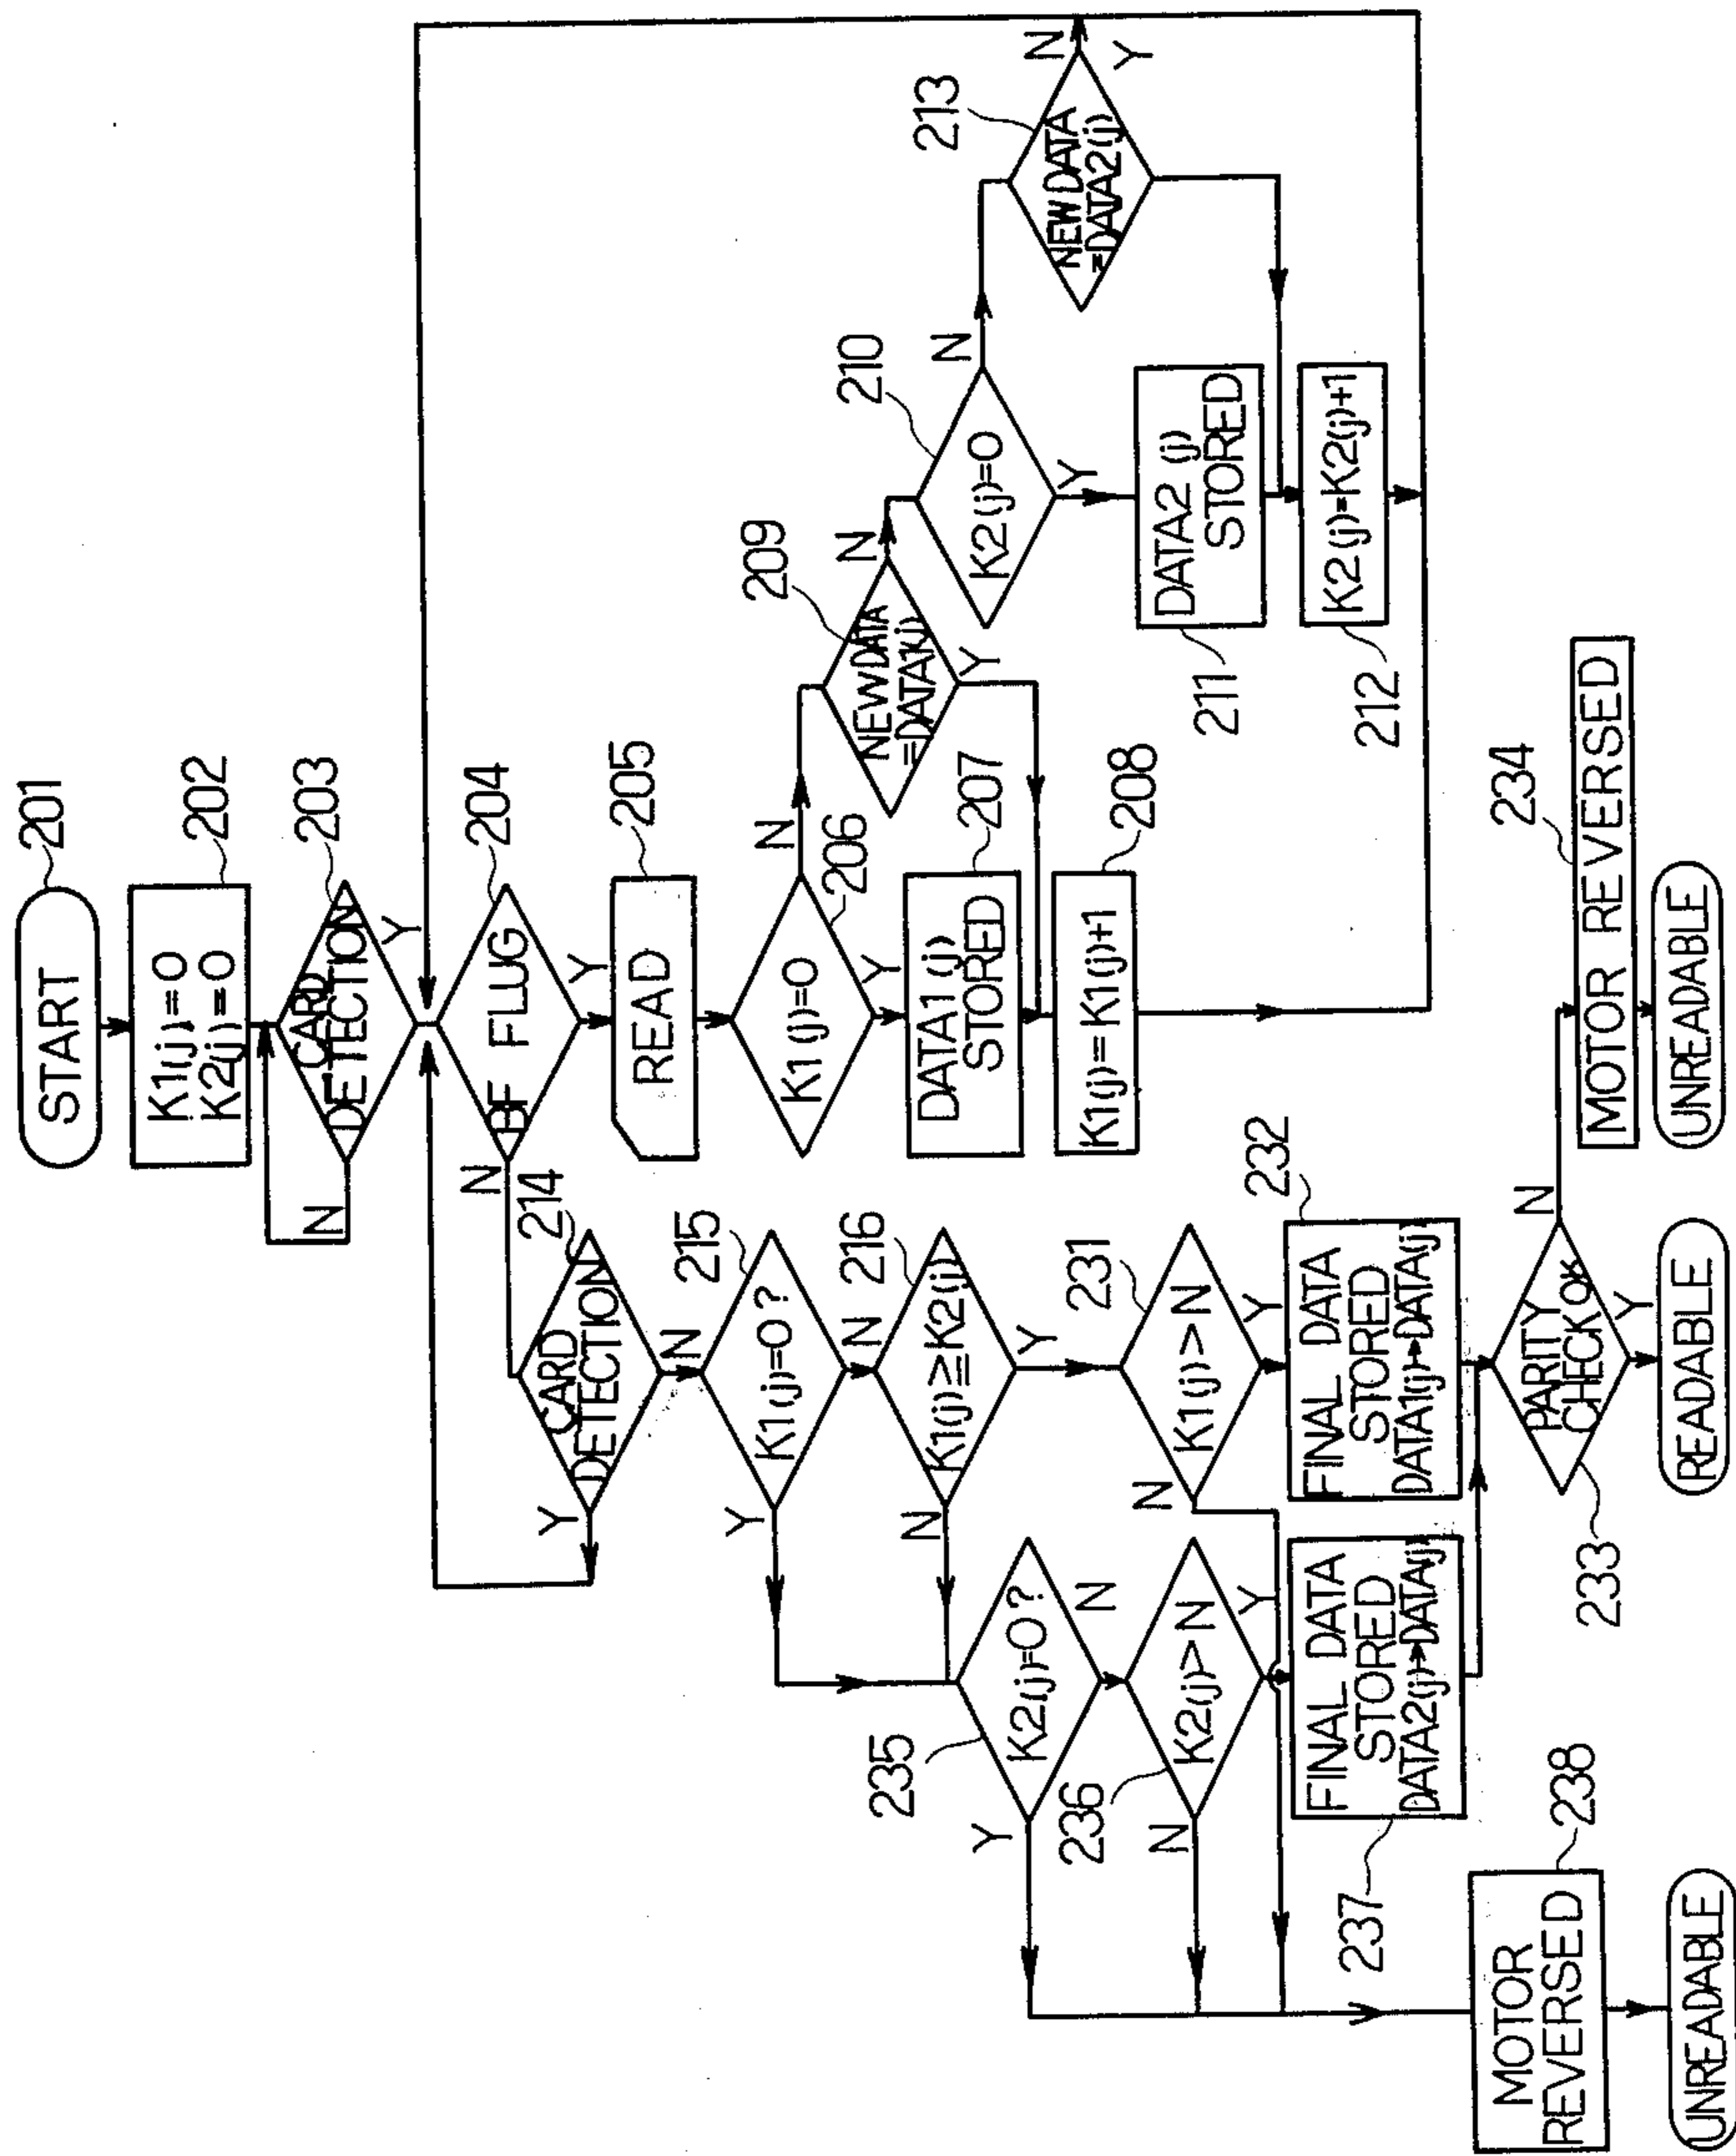 START
201
K1(j)=0
K2(j)=0
202
CARD
DETECTION
203
N
Y
BF FLUG
204
N
Y
READ
205
K1(j)=0
206
N
Y
DATA1(j)
STORED
207
K1(j)=K1(j)+1
208
NEW DATA
=DATA1(j)
209
N
Y
K2(j)=0
210
N
Y
DATA2(j)
STORED
211
K2(j)=K2(j)+1
212
NEW DATA
=DATA2(j)
213
N
Y
CARD
DETECTION
214
Y
N
K1(j)=0?
215
Y
N
K1(j)≧K2(j)
216
N
Y
K1(j)>N
231
N
Y
FINAL DATA
STORED
DATA1(j)→DATA(j)
232
PARITY
CHECK OK
233
N
Y
READABLE
MOTOR REVERSED
234
UNREADABLE
K2(j)=0?
235
Y
N
K2(j)>N
236
N
Y
FINAL DATA
STORED
DATA2(j)→DATA(j)
237
MOTOR
REVERSED
238
UNREADABLE